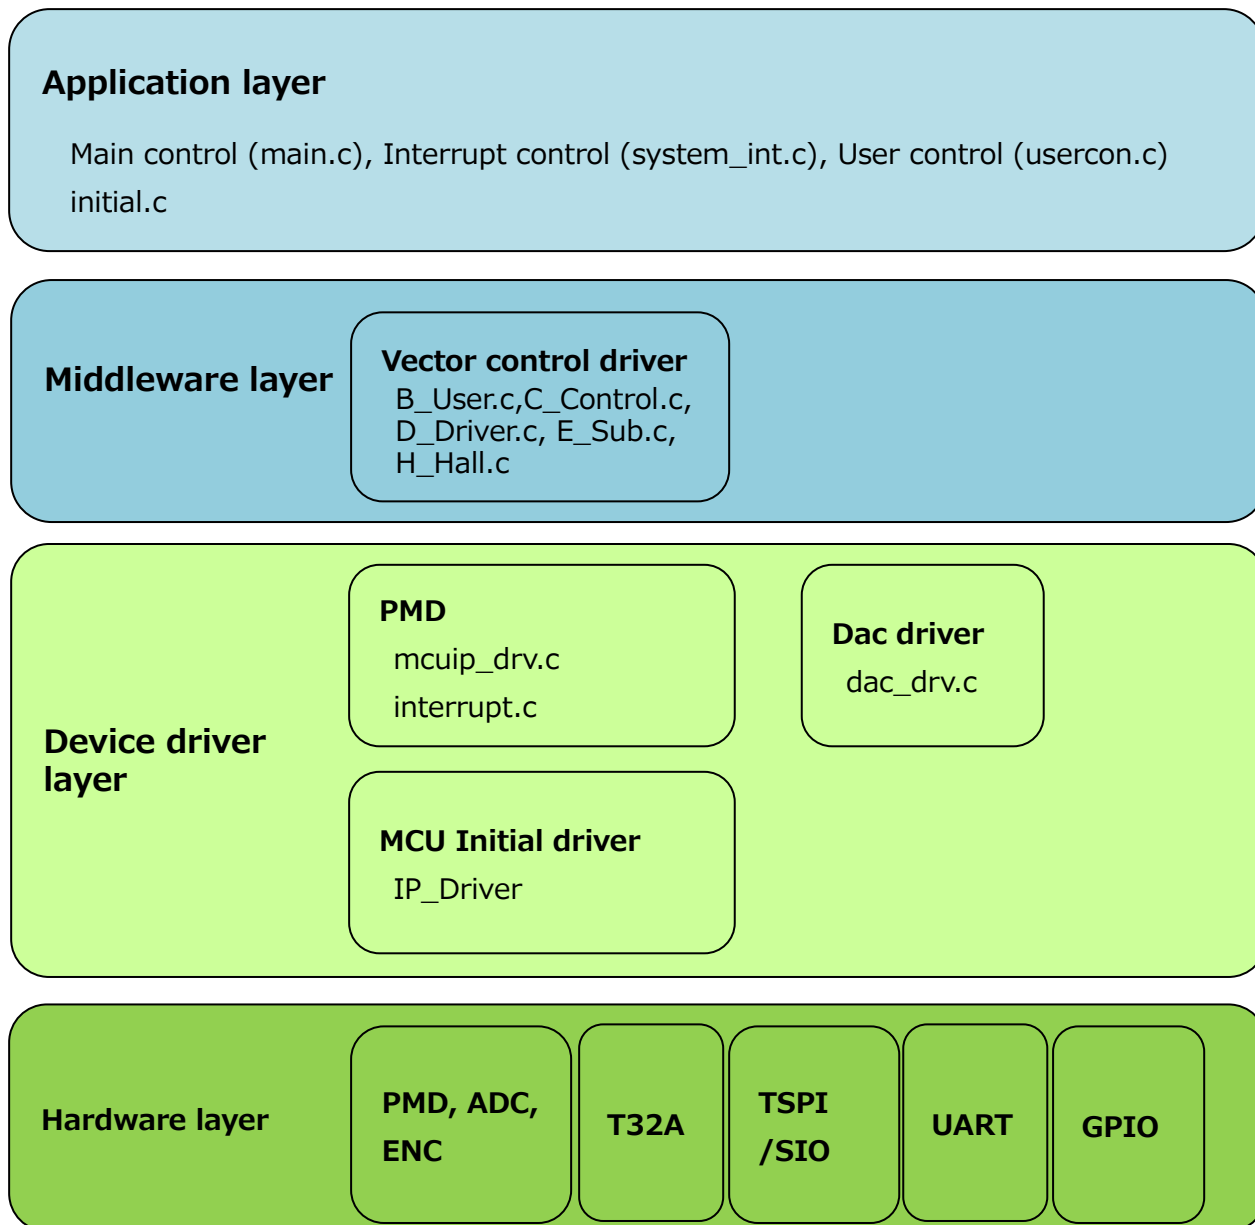 Application layer
Main control (main.c), Interrupt control (system_int.c), User control (usercon.c)
initial.c
Middleware layer
Vector control driver
B_User.c,C_Control.c,
D_Driver.c, E_Sub.c,
H_Hall.c
Device driver
layer
PMD
mcuip_drv.c
interrupt.c
Dac driver
dac_drv.c
MCU Initial driver
IP_Driver
Hardware layer
PMD, ADC,
ENC
T32A
TSPI
/SIO
UART
GPIO